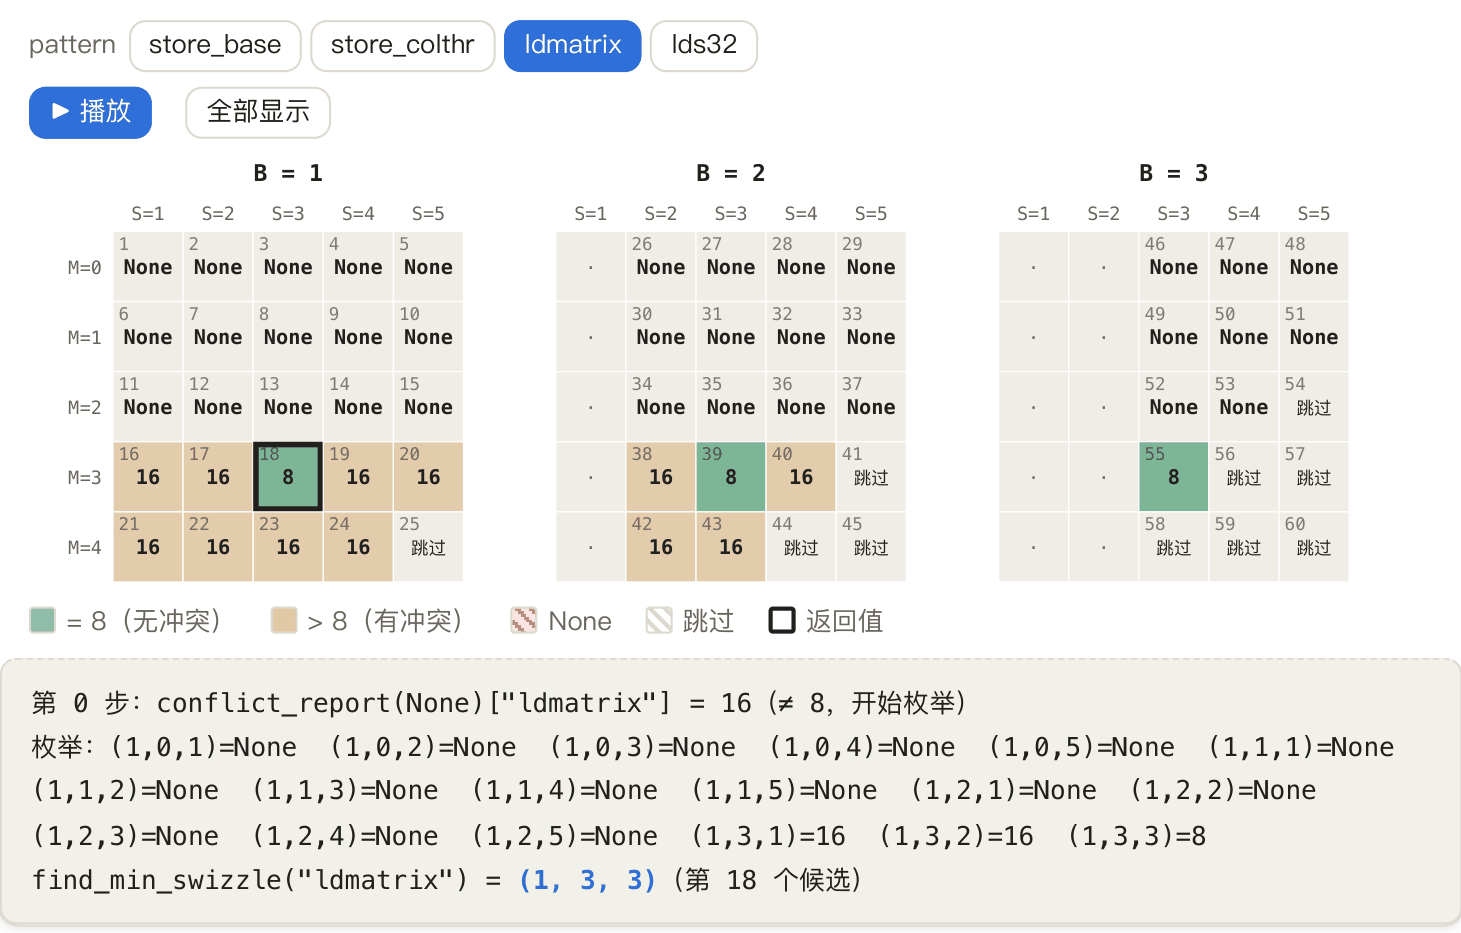 pattern store_base store_colthr ldmatrix lds32
▶ 播放 全部显示
B = 1 B = 2 B = 3
S=1 S=2 S=3 S=4 S=5 S=1 S=2 S=3 S=4 S=5 S=1 S=2 S=3 S=4 S=5
1 2 3 4 5 26 27 28 29 46 47 48
M=0 None None None None None · None None None None · · None None None
6 7 8 9 10 30 31 32 33 49 50 51
M=1 None None None None None · None None None None · · None None None
11 12 13 14 15 34 35 36 37 52 53 54
M=2 None None None None None · None None None None · · None None 跳过
16 17 18 19 20 38 39 40 41 55 56 57
M=3 16 16 8 16 16 · 16 8 16 跳过 · · 8 跳过 跳过
21 22 23 24 25 42 43 44 45 58 59 60
M=4 16 16 16 16 跳过 · 16 16 跳过 跳过 · · 跳过 跳过 跳过
= 8（无冲突） > 8（有冲突） None 跳过 返回值
第 0 步：conflict_report(None)["ldmatrix"] = 16（≠ 8，开始枚举）
枚举：(1,0,1)=None (1,0,2)=None (1,0,3)=None (1,0,4)=None (1,0,5)=None (1,1,1)=None
(1,1,2)=None (1,1,3)=None (1,1,4)=None (1,1,5)=None (1,2,1)=None (1,2,2)=None
(1,2,3)=None (1,2,4)=None (1,2,5)=None (1,3,1)=16 (1,3,2)=16 (1,3,3)=8
find_min_swizzle("ldmatrix") = (1, 3, 3)（第 18 个候选）